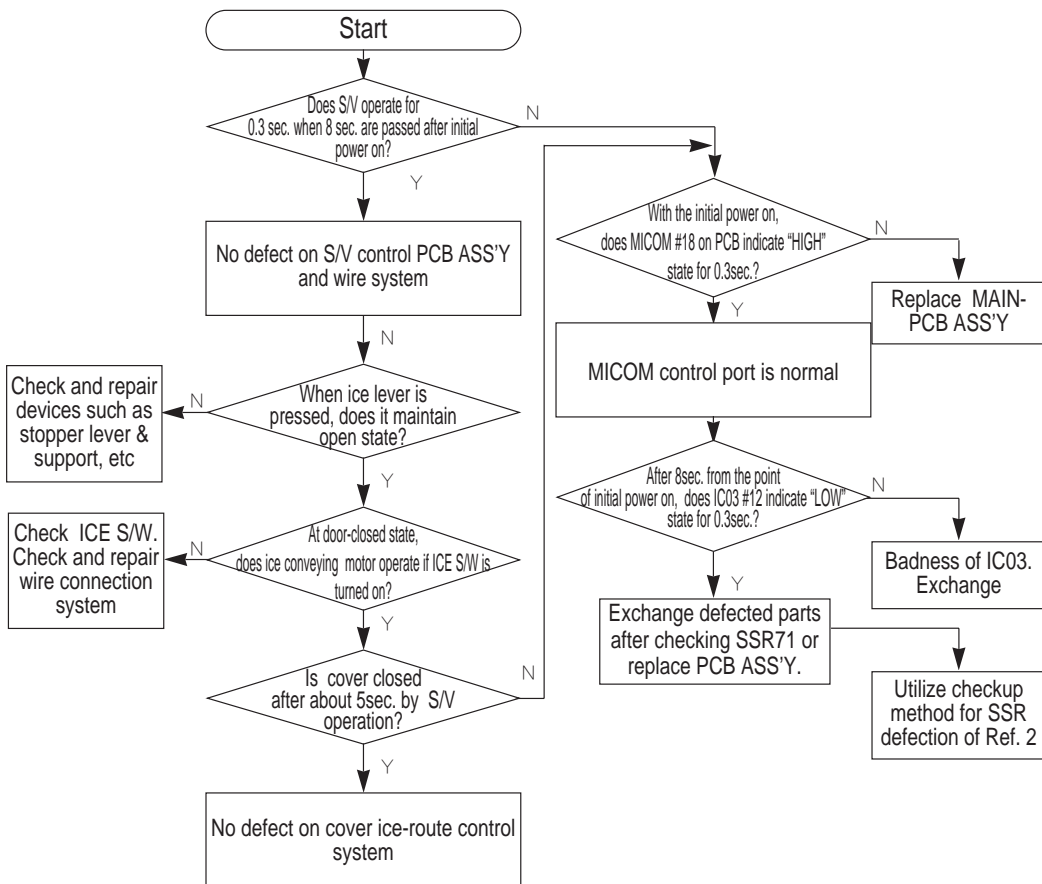 Start
Does S/V operate for
0.3 sec. when 8 sec. are passed after initial
power on?
N
Y
No defect on S/V control PCB ASS'Y
and wire system
N
When ice lever is
pressed, does it maintain
open state?
N
Check and repair
devices such as
stopper lever &
support, etc
Y
At door-closed state,
does ice conveying motor operate if ICE S/W is
turned on?
N
Check ICE S/W.
Check and repair
wire connection
system
Y
Is cover closed
after about 5sec. by S/V
operation?
N
Y
No defect on cover ice-route control
system
With the initial power on,
does MICOM #18 on PCB indicate “HIGH”
state for 0.3sec.?
N
Replace MAIN-
PCB ASS'Y
Y
MICOM control port is normal
After 8sec. from the point
of initial power on, does IC03 #12 indicate “LOW”
state for 0.3sec.?
N
Badness of IC03.
Exchange
Y
Exchange defected parts
after checking SSR71 or
replace PCB ASS'Y.
Utilize checkup
method for SSR
defection of Ref. 2